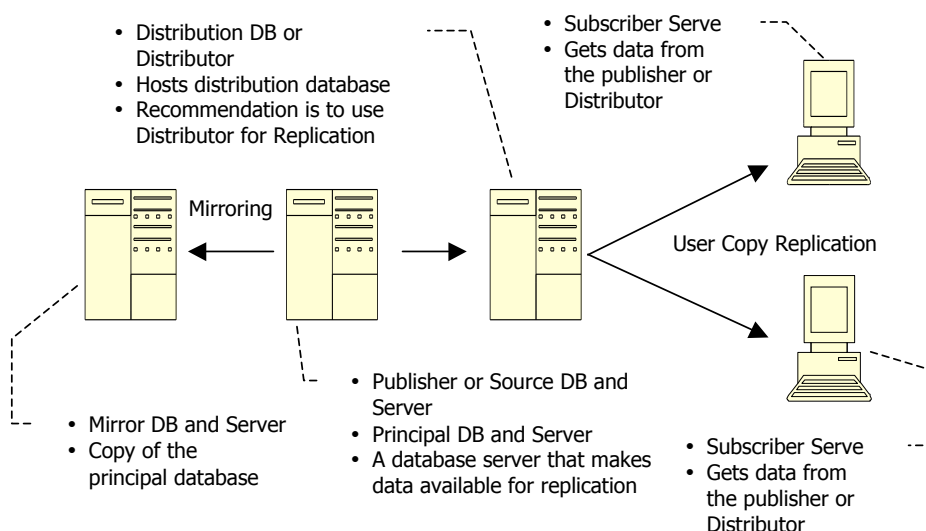 • Distribution DB or
Distributor
• Hosts distribution database
• Recommendation is to use
Distributor for Replication
• Subscriber Serve
• Gets data from
the publisher or
Distributor
Mirroring
User Copy Replication
• Mirror DB and Server
• Copy of the
principal database
• Publisher or Source DB and
Server
• Principal DB and Server
• A database server that makes
data available for replication
• Subscriber Serve
• Gets data from
the publisher or
Distributor